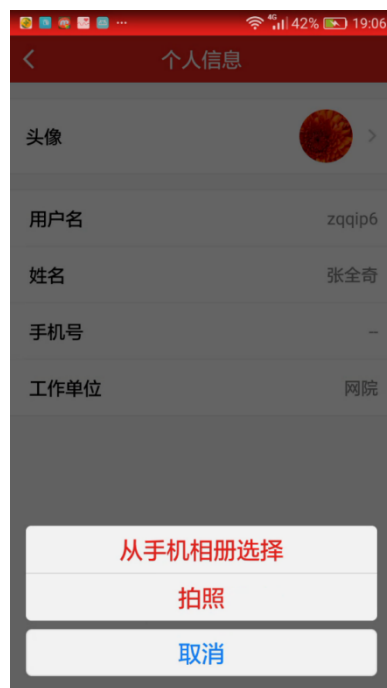 4G 42% 19:06
个人信息
头像
用户名 zqqip6
姓名 张全奇
手机号 –
工作单位 网院
从手机相册选择
拍照
取消